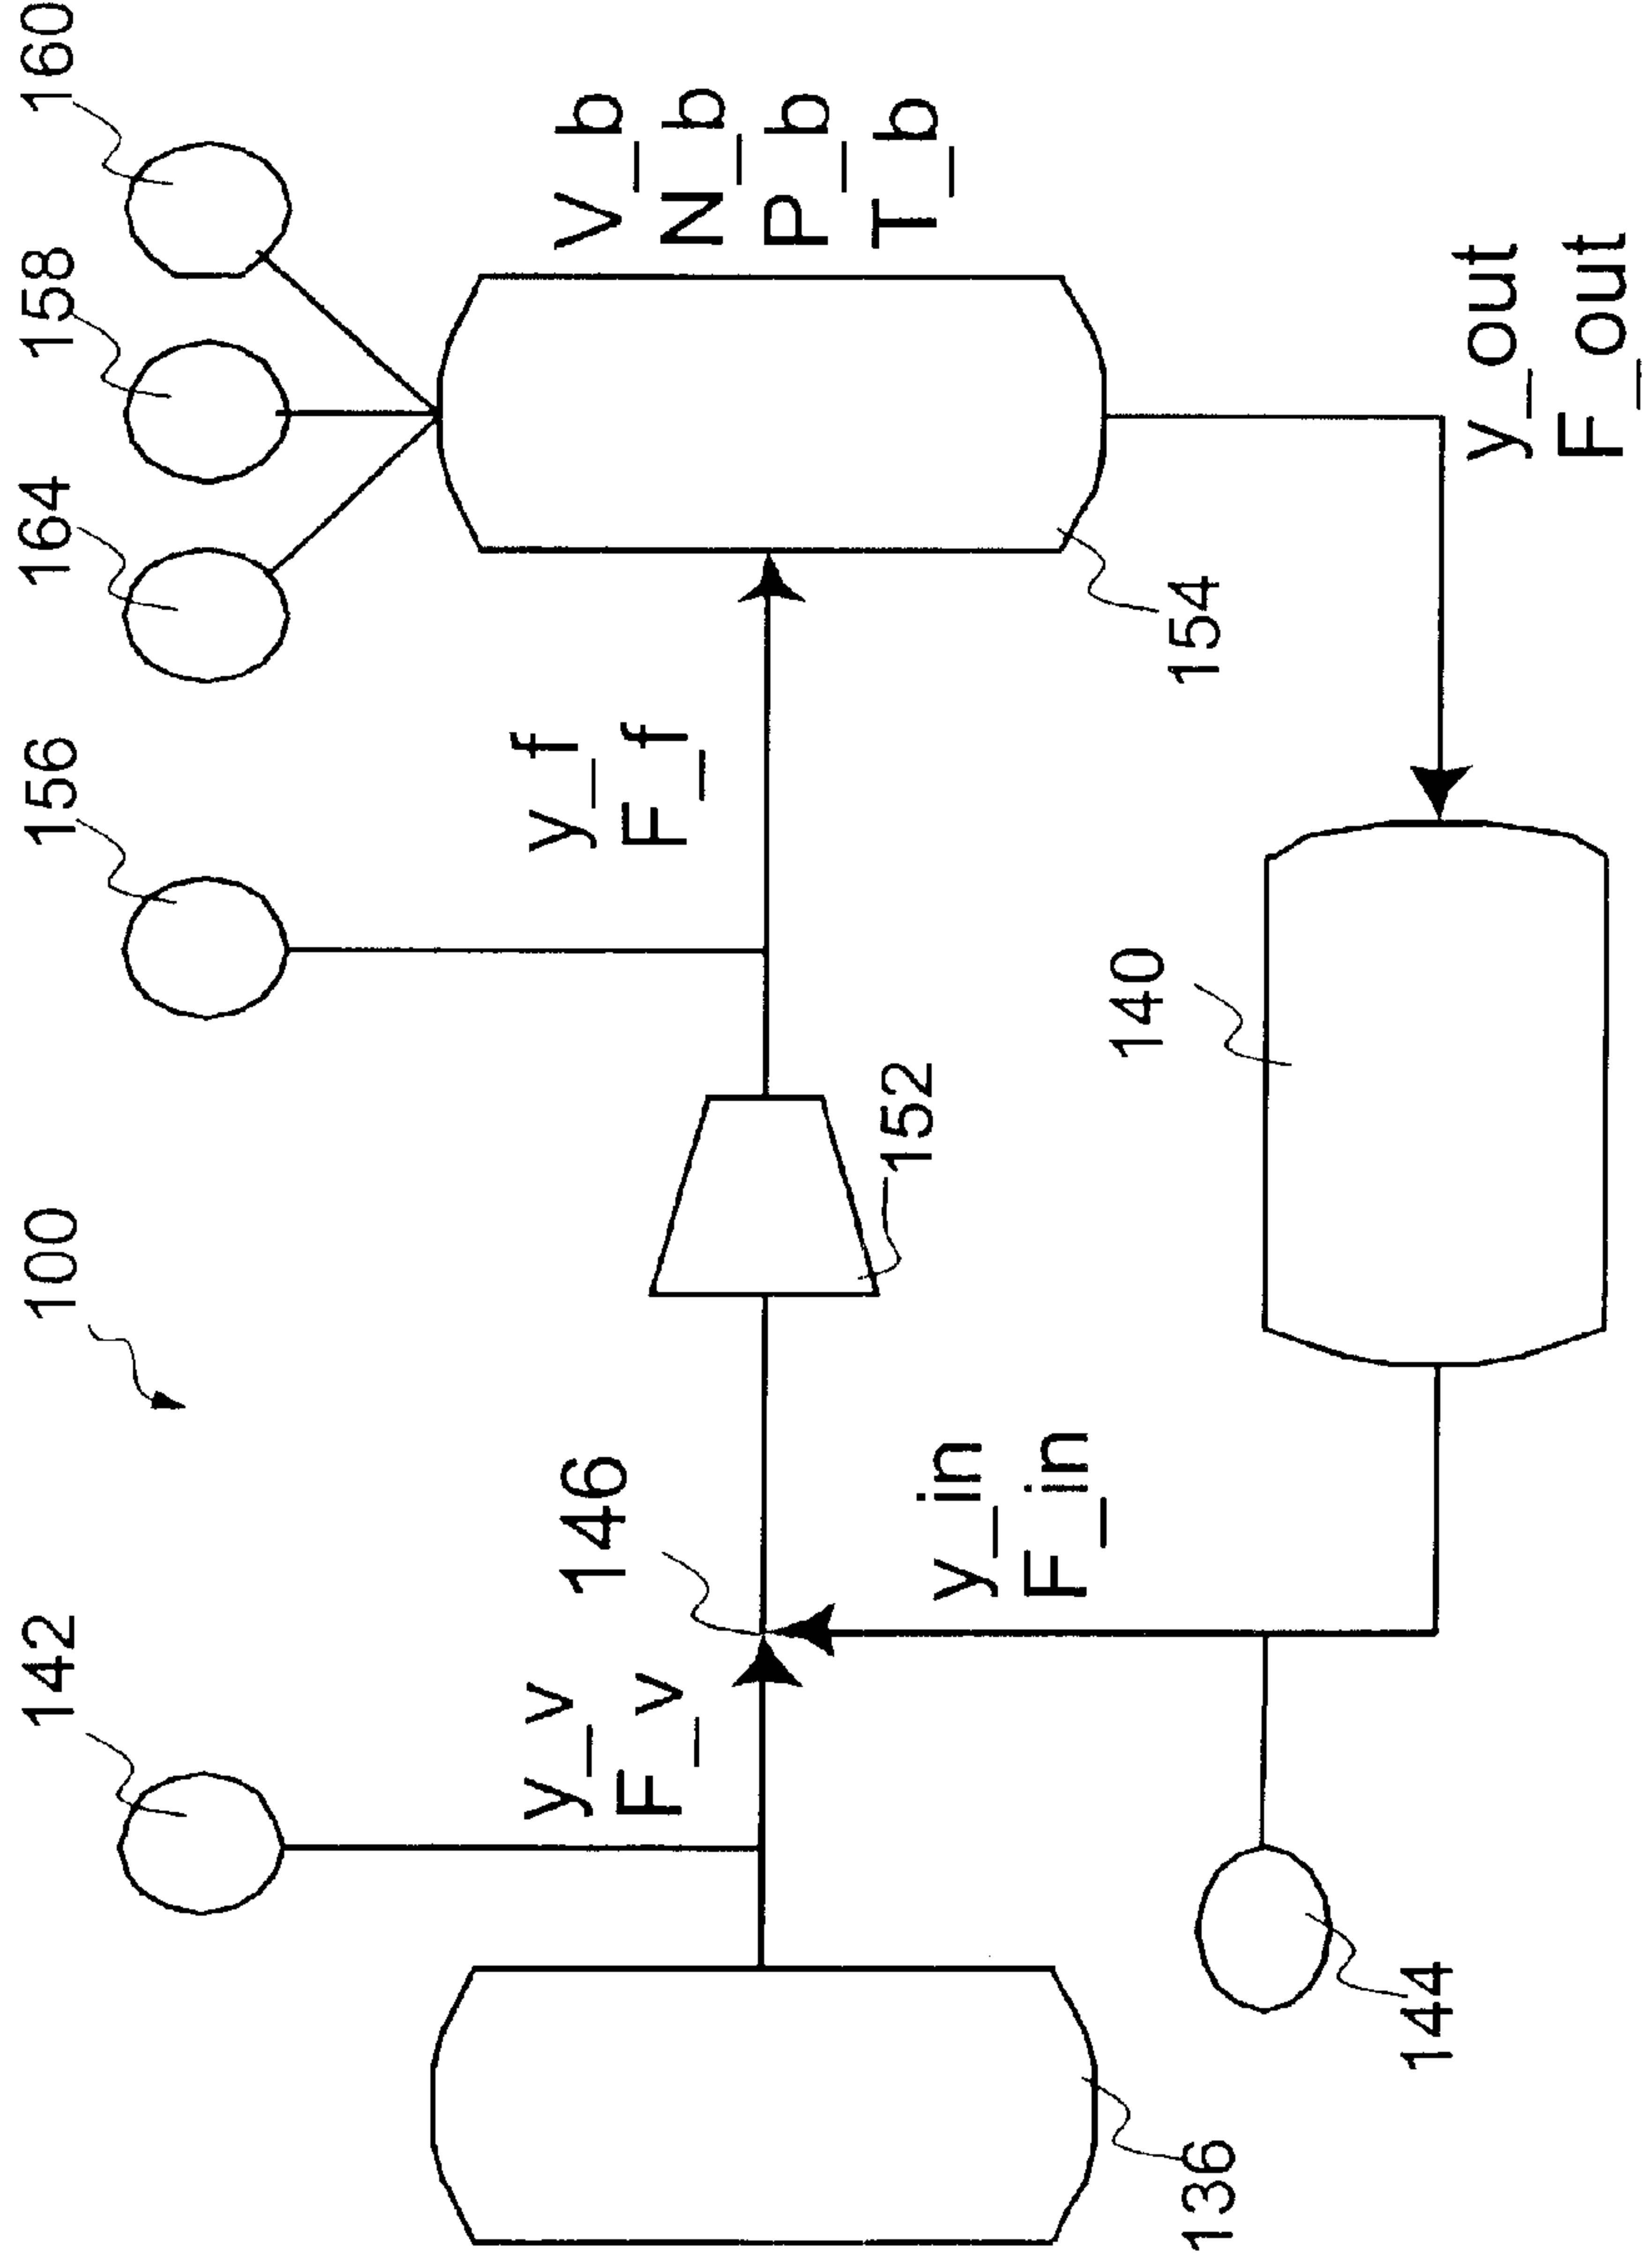 100
142
156
164
158
160
y_v
F_v
146
y_f
F_f
V_b
N_b
P_b
T_b
152
y_in
F_in
140
154
136
144
y_out
F_out